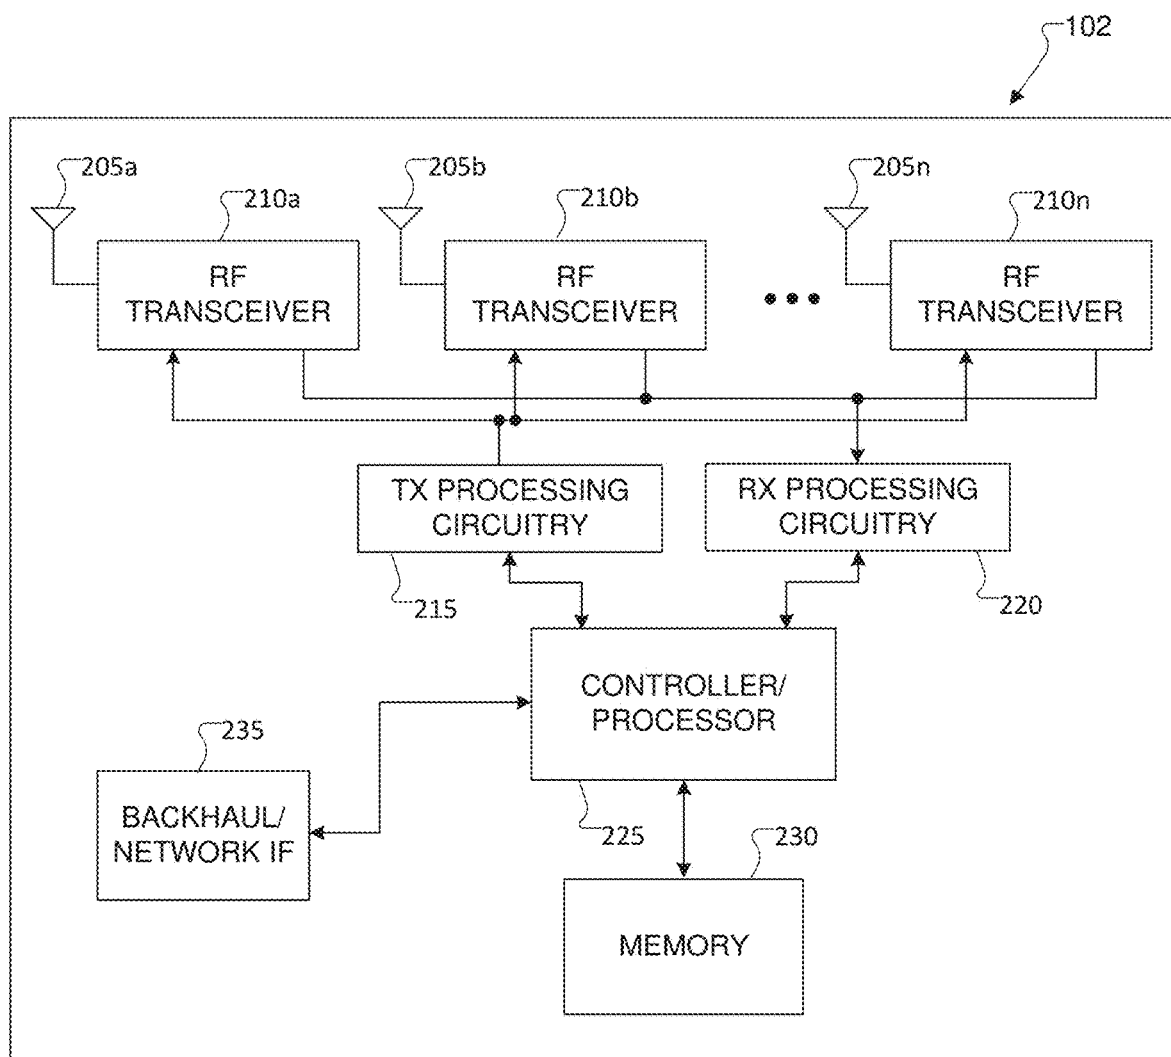 102
205a
210a
205b
210b
205n
210n
RF
TRANSCEIVER
RF
TRANSCEIVER
RF
TRANSCEIVER
TX PROCESSING
CIRCUITRY
RX PROCESSING
CIRCUITRY
215
220
CONTROLLER/
PROCESSOR
235
BACKHAUL/
NETWORK IF
225
230
MEMORY